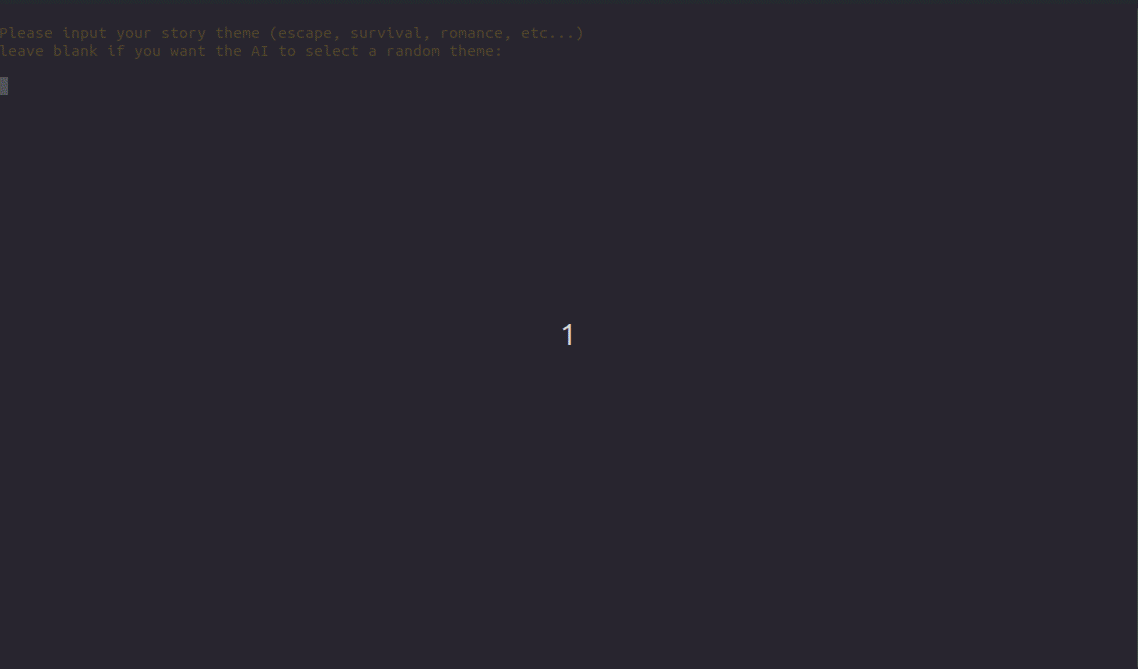 Please input your story theme (escape, survival, romance, etc...)
leave blank if you want the AI to select a random theme:
1